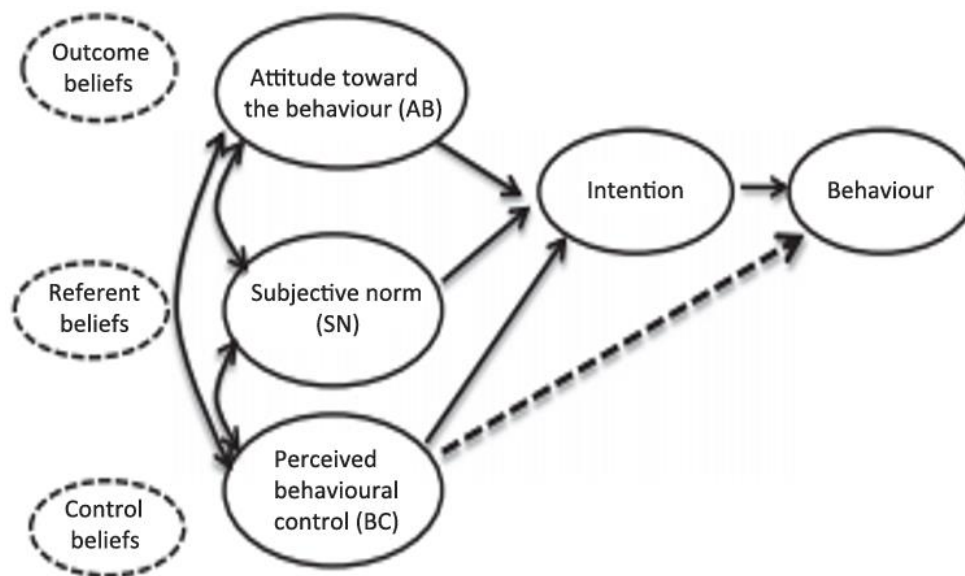 Outcome
beliefs
Attitude toward
the behaviour (AB)
Intention
Behaviour
Referent
beliefs
Subjective norm
(SN)
Control
beliefs
Perceived
behavioural
control (BC)